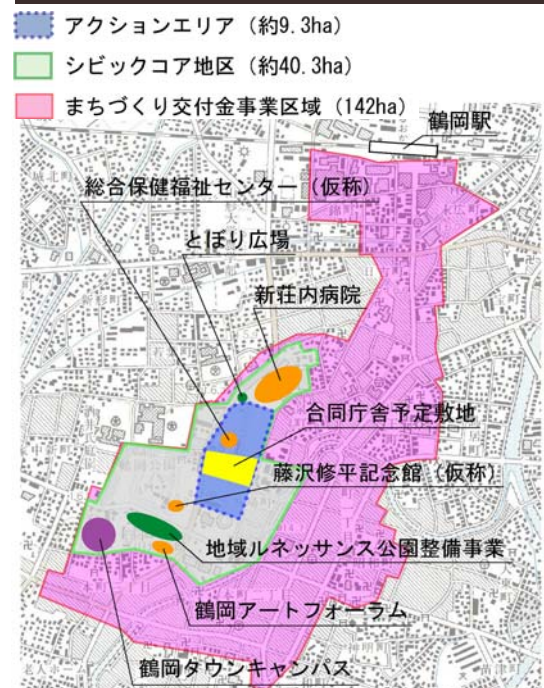 アクションエリア（約9.3ha）
シビックコア地区（約40.3ha）
まちづくり交付金事業区域（142ha）
鶴岡駅
総合保健福祉センター（仮称）
とぼり広場
新荘内病院
合同庁舎予定敷地
藤沢修平記念館（仮称）
地域ルネッサンス公園整備事業
鶴岡アートフォーラム
鶴岡タウンキャンパス